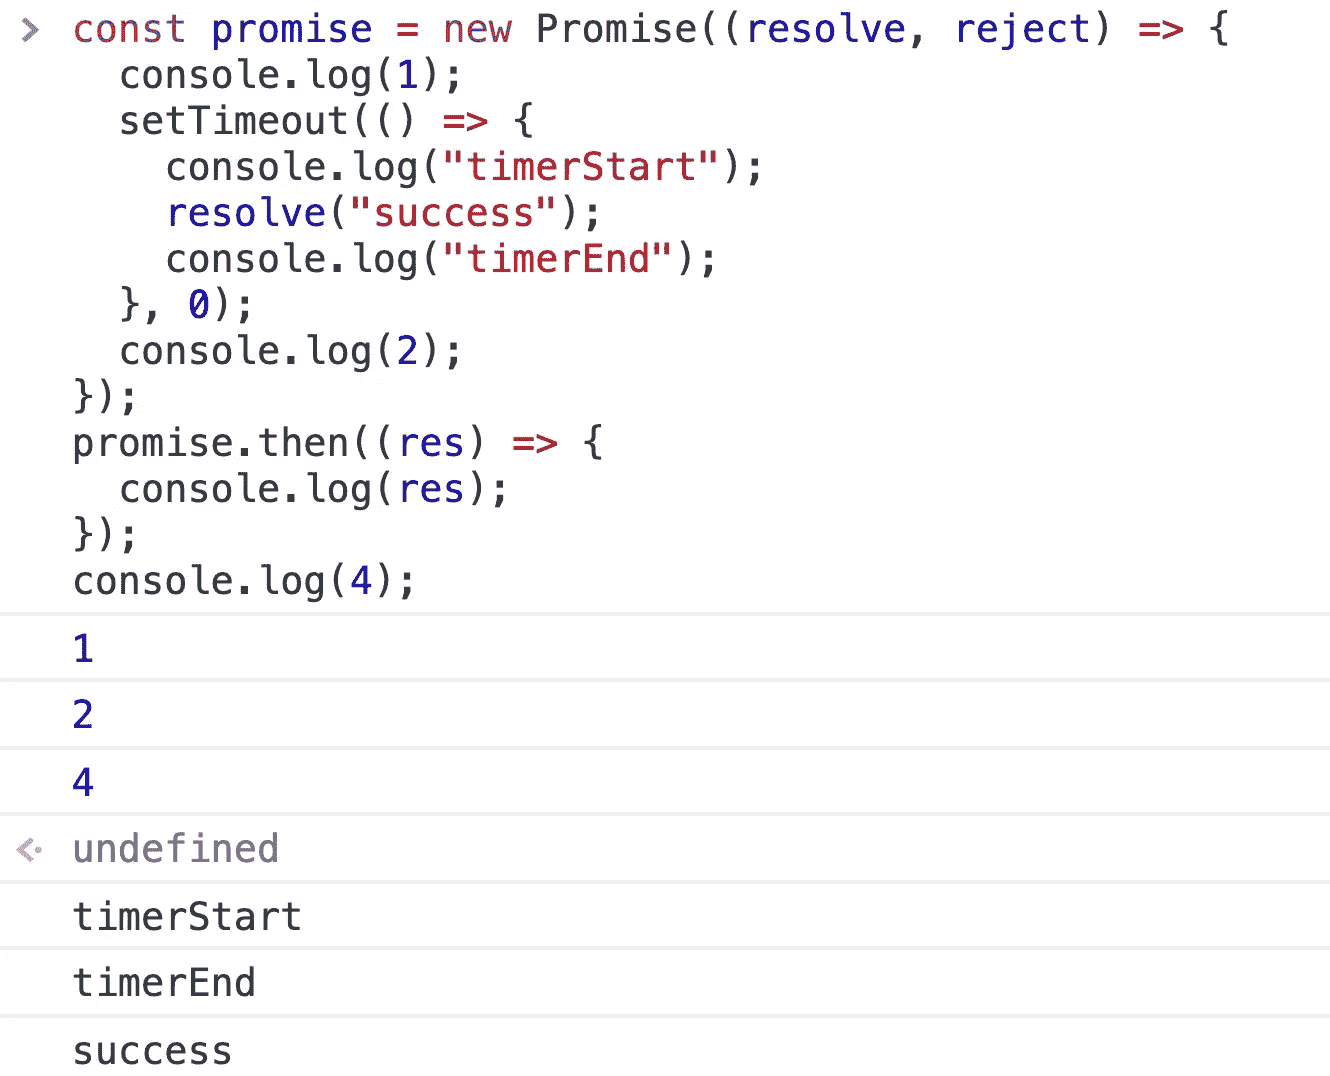 > const promise = new Promise((resolve, reject) => {
  console.log(1);
  setTimeout(() => {
    console.log("timerStart");
    resolve("success");
    console.log("timerEnd");
  }, 0);
  console.log(2);
});
promise.then((res) => {
  console.log(res);
});
console.log(4);
1
2
4
undefined
timerStart
timerEnd
success